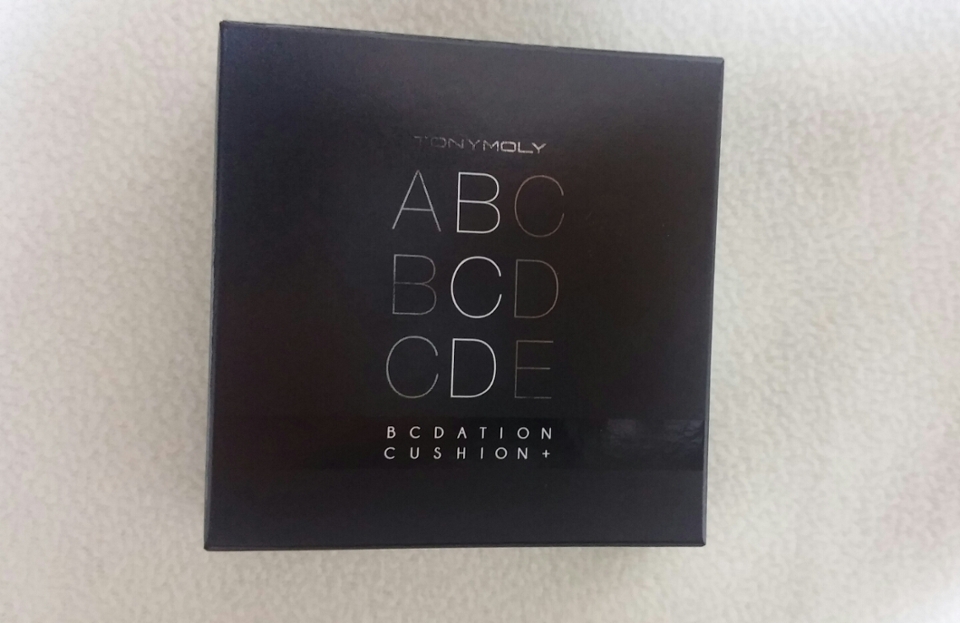 TONYMOLY
ABC
BCD
CDE
BCDATION
CUSHION+